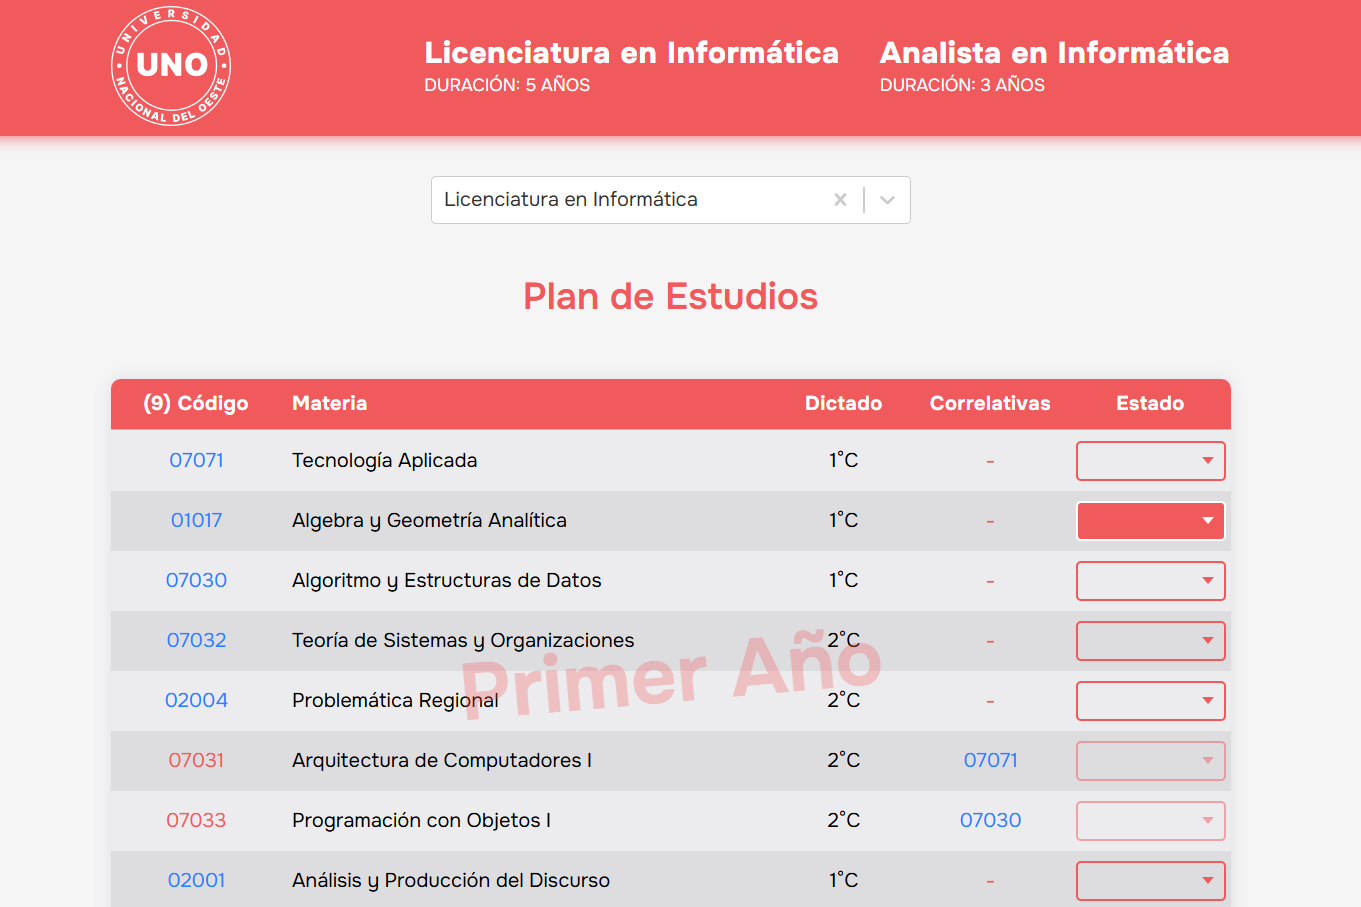 UNIVERSIDAD
UNO
NACIONAL DEL OESTE
Licenciatura en Informática
DURACIÓN: 5 AÑOS
Analista en Informática
DURACIÓN: 3 AÑOS
Licenciatura en Informática
Plan de Estudios
(9) Código Materia Dictado Correlativas Estado
07071 Tecnología Aplicada 1°C -
01017 Algebra y Geometría Analítica 1°C -
07030 Algoritmo y Estructuras de Datos 1°C -
07032 Teoría de Sistemas y Organizaciones 2°C -
Primer Año
02004 Problemática Regional 2°C -
07031 Arquitectura de Computadores I 2°C 07071
07033 Programación con Objetos I 2°C 07030
02001 Análisis y Producción del Discurso 1°C -